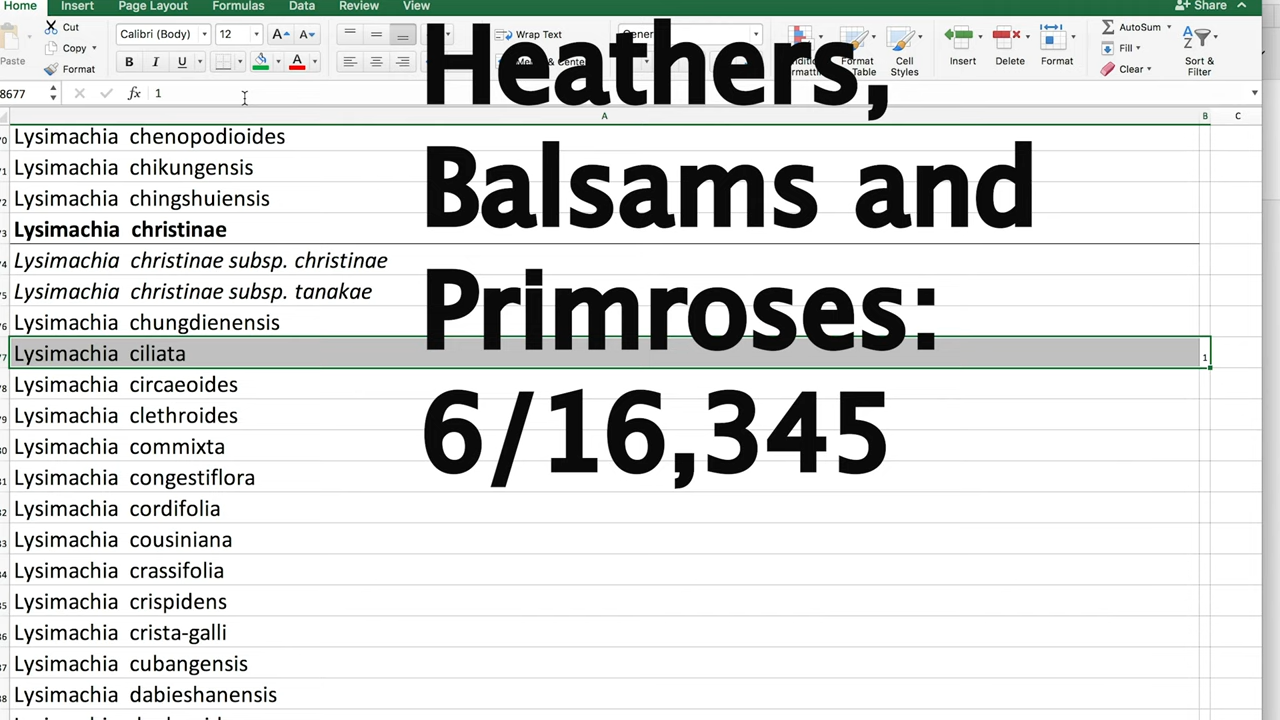 Home Insert Page Layout Formulas Data Review View Share
Cut
Copy
Paste
Format
Calibri (Body) 12
B I U
Wrap Text
Insert Delete Format
Format
Cell
Styles
AutoSum
Fill
Clear
Sort &
Filter
8677 fx 1
A B C
Heathers,
Balsams and
Primroses:
6/16,345
Lysimachia chenopodioides
Lysimachia chikungensis
Lysimachia chingshuiensis
Lysimachia christinae
Lysimachia christinae subsp. christinae
Lysimachia christinae subsp. tanakae
Lysimachia chungdienensis
Lysimachia ciliata 1
Lysimachia circaeoides
Lysimachia clethroides
Lysimachia commixta
Lysimachia congestiflora
Lysimachia cordifolia
Lysimachia cousiniana
Lysimachia crassifolia
Lysimachia crispidens
Lysimachia crista-galli
Lysimachia cubangensis
Lysimachia dabieshanensis